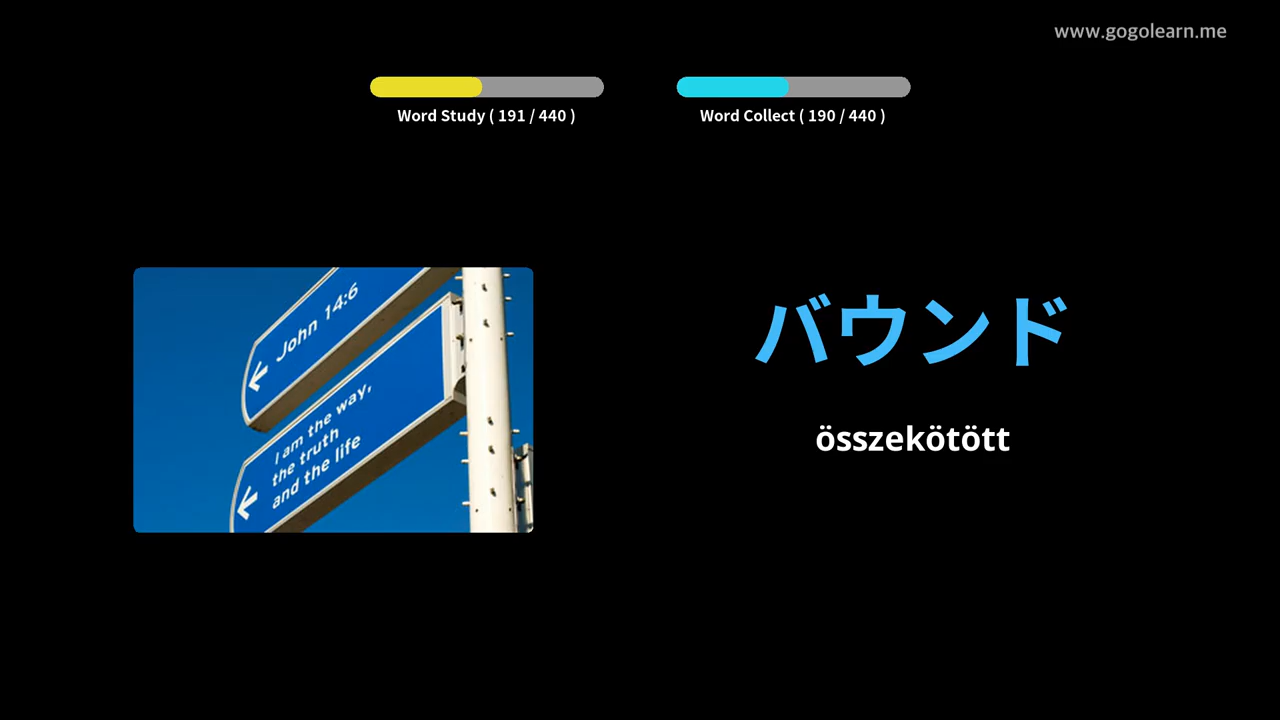 www.gogolearn.me
Word Study ( 191 / 440 )
Word Collect ( 190 / 440 )
John 14:6
I am the way,
the truth
and the life
バウンド
összekötött